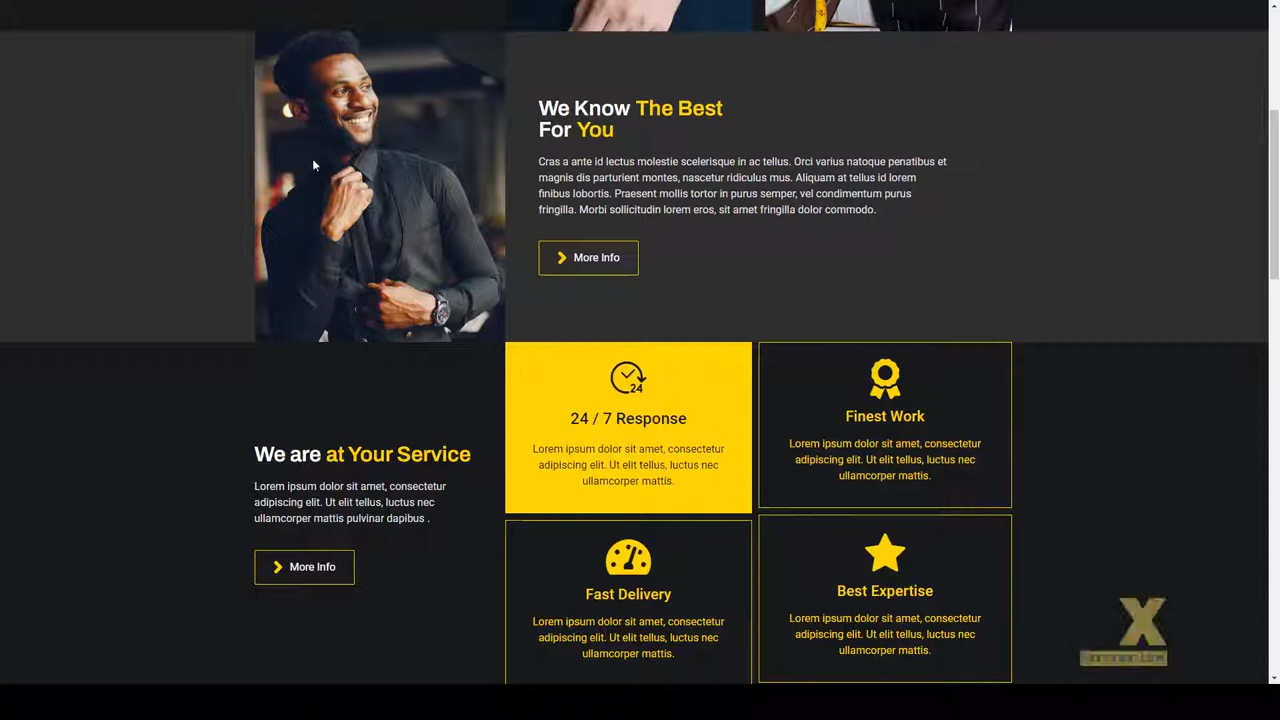 We Know The Best
For You
Cras a ante id lectus molestie scelerisque in ac tellus. Orci varius natoque penatibus et
magnis dis parturient montes, nascetur ridiculus mus. Aliquam at tellus id lorem
finibus lobortis. Praesent mollis tortor in purus semper, vel condimentum purus
fringilla. Morbi sollicitudin lorem eros, sit amet fringilla dolor commodo.
More Info
We are at Your Service
Lorem ipsum dolor sit amet, consectetur
adipiscing elit. Ut elit tellus, luctus nec
ullamcorper mattis pulvinar dapibus .
More Info
24
24 / 7 Response
Lorem ipsum dolor sit amet, consectetur
adipiscing elit. Ut elit tellus, luctus nec
ullamcorper mattis.
Finest Work
Lorem ipsum dolor sit amet, consectetur
adipiscing elit. Ut elit tellus, luctus nec
ullamcorper mattis.
Fast Delivery
Lorem ipsum dolor sit amet, consectetur
adipiscing elit. Ut elit tellus, luctus nec
ullamcorper mattis.
Best Expertise
Lorem ipsum dolor sit amet, consectetur
adipiscing elit. Ut elit tellus, luctus nec
ullamcorper mattis.
X